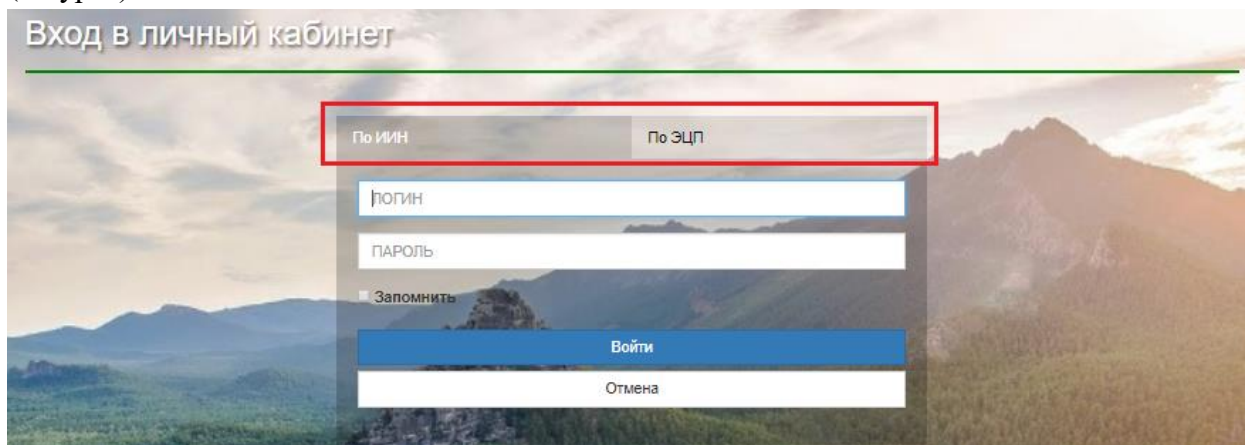 Вход в личный кабинет
По ИИН
По ЭЦП
ЛОГИН
ПАРОЛЬ
Запомнить
Войти
Отмена